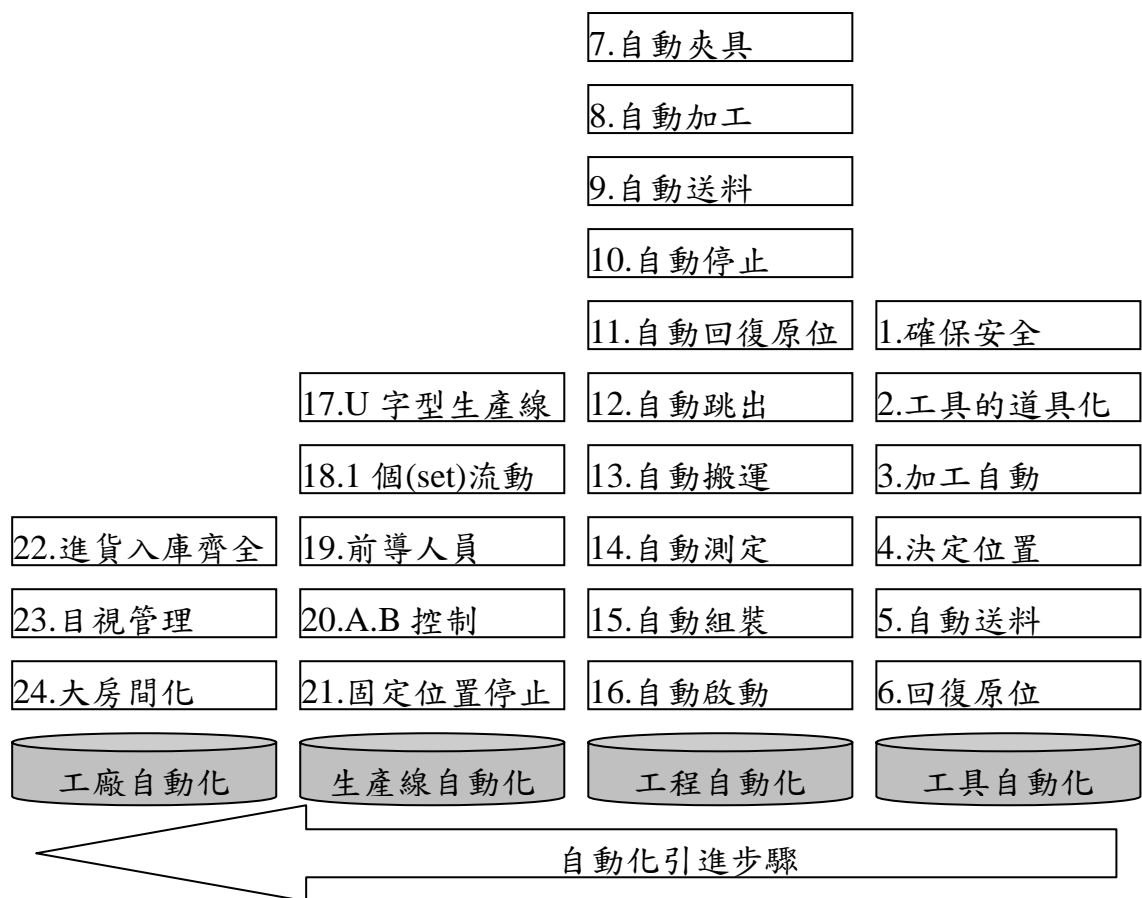 7.自動夾具
8.自動加工
9.自動送料
10.自動停止
11.自動回復原位
1.確保安全
17.U 字型生產線
12.自動跳出
2.工具的道具化
18.1 個(set)流動
13.自動搬運
3.加工自動
22.進貨入庫齊全
19.前導人員
14.自動測定
4.決定位置
23.目視管理
20.A.B 控制
15.自動組裝
5.自動送料
24.大房間化
21.固定位置停止
16.自動啟動
6.回復原位
工廠自動化
生產線自動化
工程自動化
工具自動化
自動化引進步驟